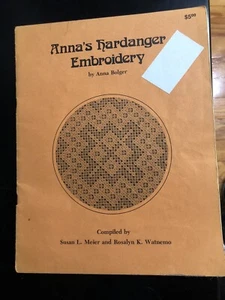 $5.00
Anna's Hardanger
Embroidery
by Anna Bolger
Compiled by
Susan L. Meier and Rosalyn K. Watnemo